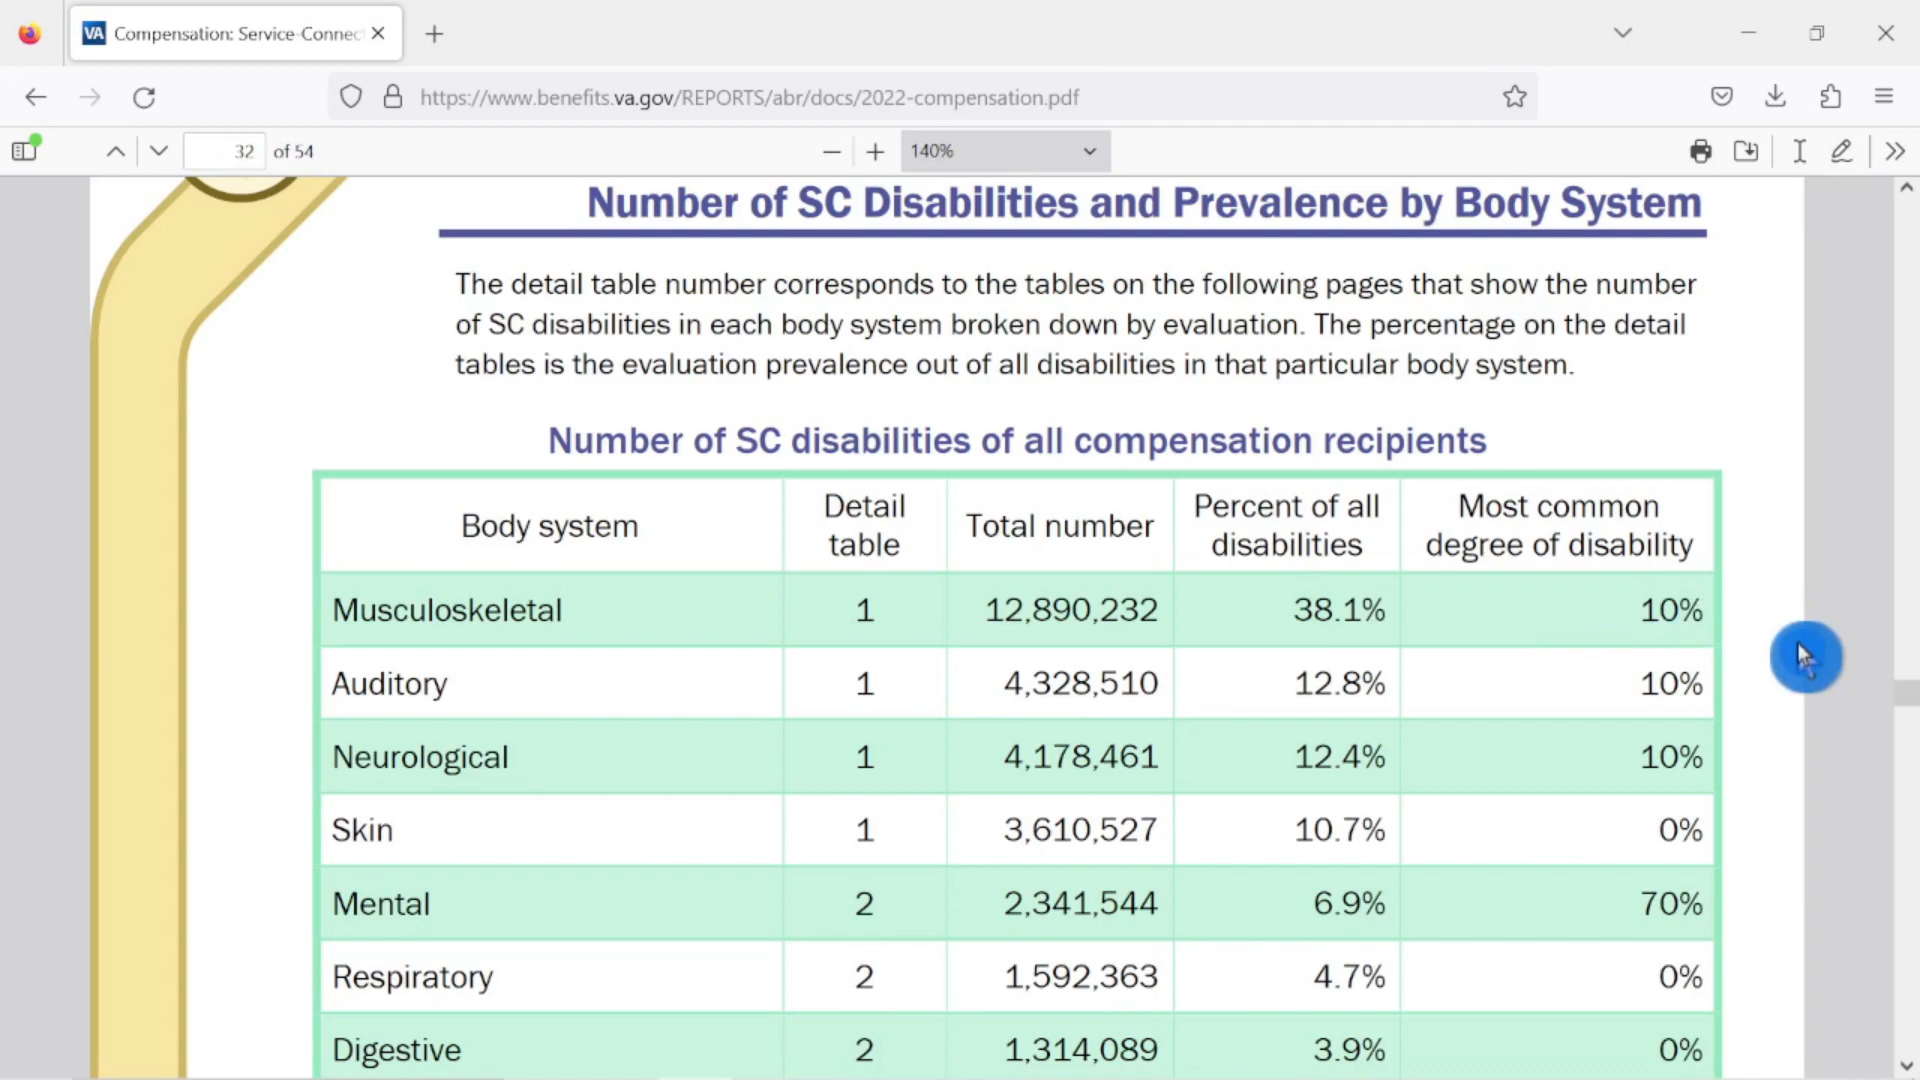 VA Compensation: Service-Connec
https://www.benefits.va.gov/REPORTS/abr/docs/2022-compensation.pdf
32 of 54
140%
Number of SC Disabilities and Prevalence by Body System
The detail table number corresponds to the tables on the following pages that show the number
of SC disabilities in each body system broken down by evaluation. The percentage on the detail
tables is the evaluation prevalence out of all disabilities in that particular body system.
Number of SC disabilities of all compensation recipients
Body system Detail table Total number Percent of all disabilities Most common degree of disability
Musculoskeletal 1 12,890,232 38.1% 10%
Auditory 1 4,328,510 12.8% 10%
Neurological 1 4,178,461 12.4% 10%
Skin 1 3,610,527 10.7% 0%
Mental 2 2,341,544 6.9% 70%
Respiratory 2 1,592,363 4.7% 0%
Digestive 2 1,314,089 3.9% 0%